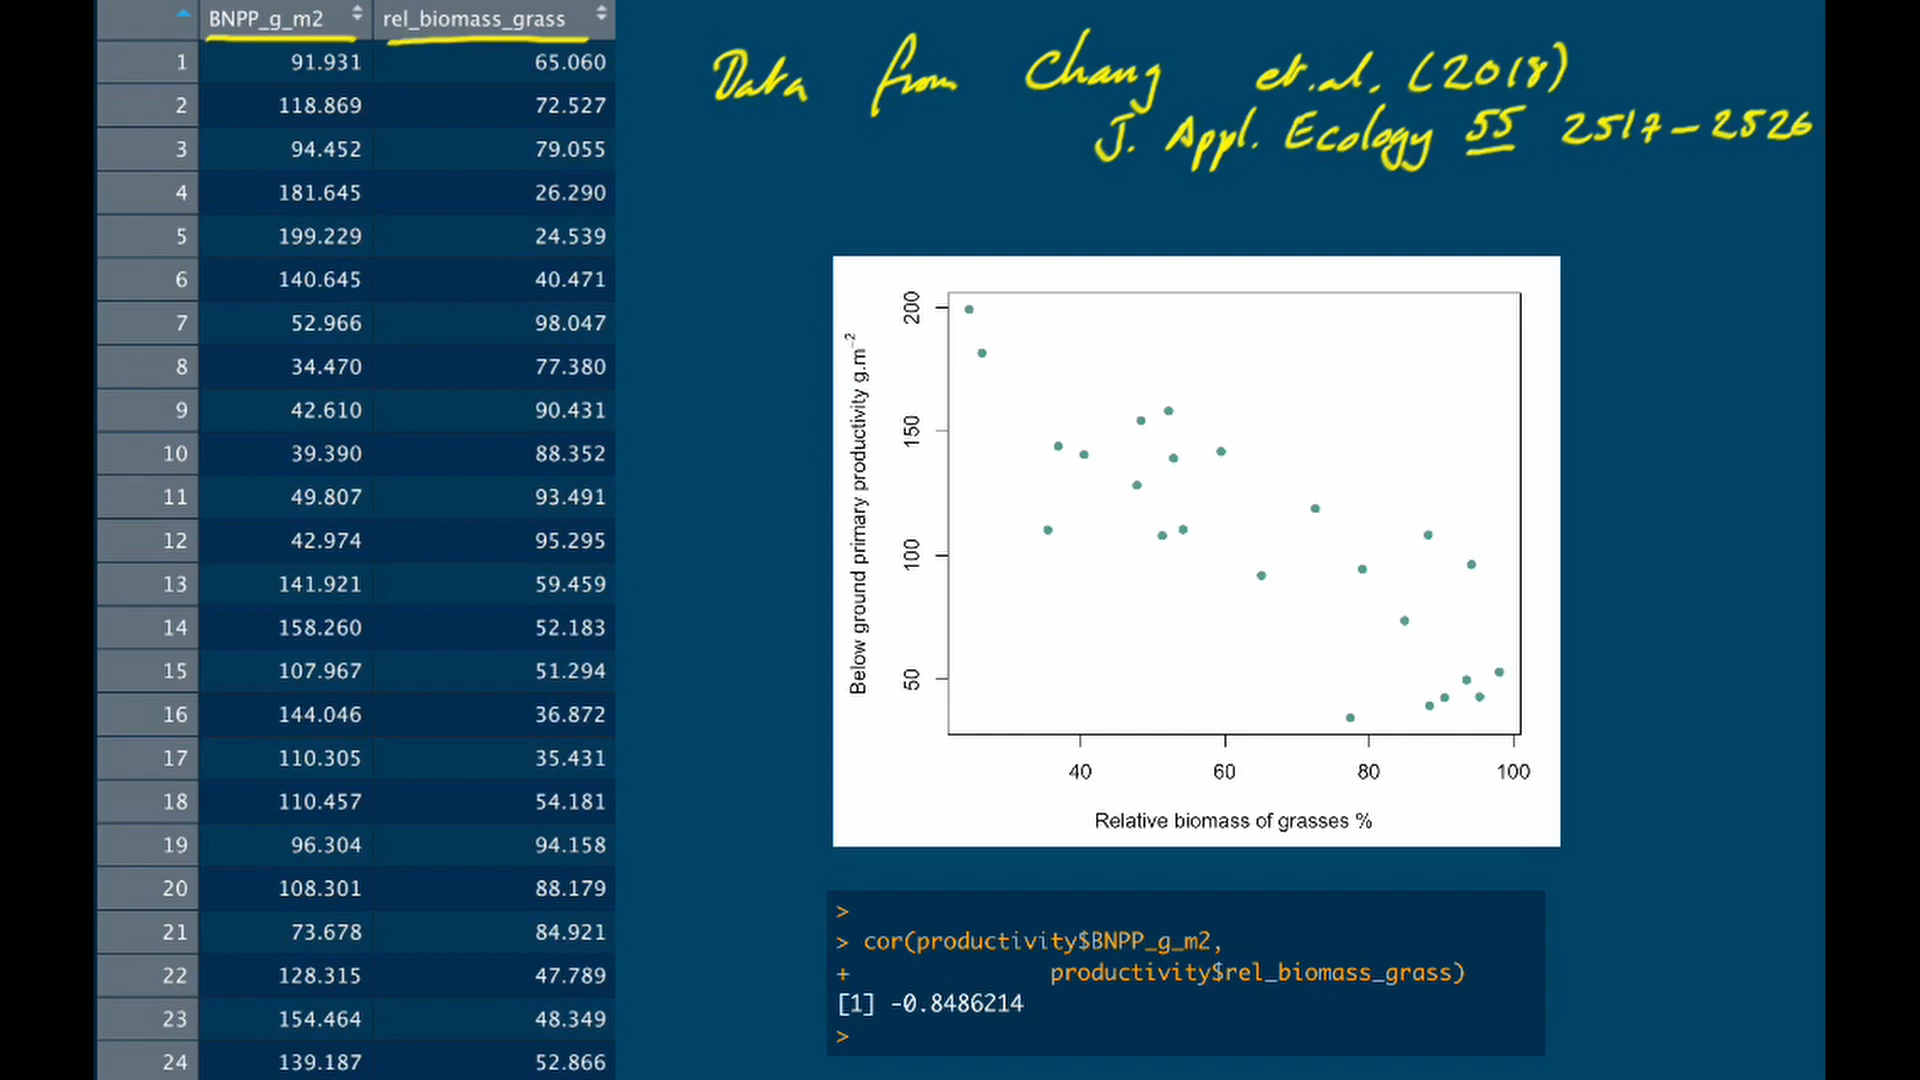 BNPP_g_m2 rel_biomass_grass
1 91.931 65.060
2 118.869 72.527
3 94.452 79.055
4 181.645 26.290
5 199.229 24.539
6 140.645 40.471
7 52.966 98.047
8 34.470 77.380
9 42.610 90.431
10 39.390 88.352
11 49.807 93.491
12 42.974 95.295
13 141.921 59.459
14 158.260 52.183
15 107.967 51.294
16 144.046 36.872
17 110.305 35.431
18 110.457 54.181
19 96.304 94.158
20 108.301 88.179
21 73.678 84.921
22 128.315 47.789
23 154.464 48.349
24 139.187 52.866
Data from Chang et.al. (2018)
J. Appl. Ecology 55 2517-2526
Below ground primary productivity g.m⁻²
200
150
100
50
40 60 80 100
Relative biomass of grasses %
>
> cor(productivity$BNPP_g_m2,
+ productivity$rel_biomass_grass)
[1] -0.8486214
>